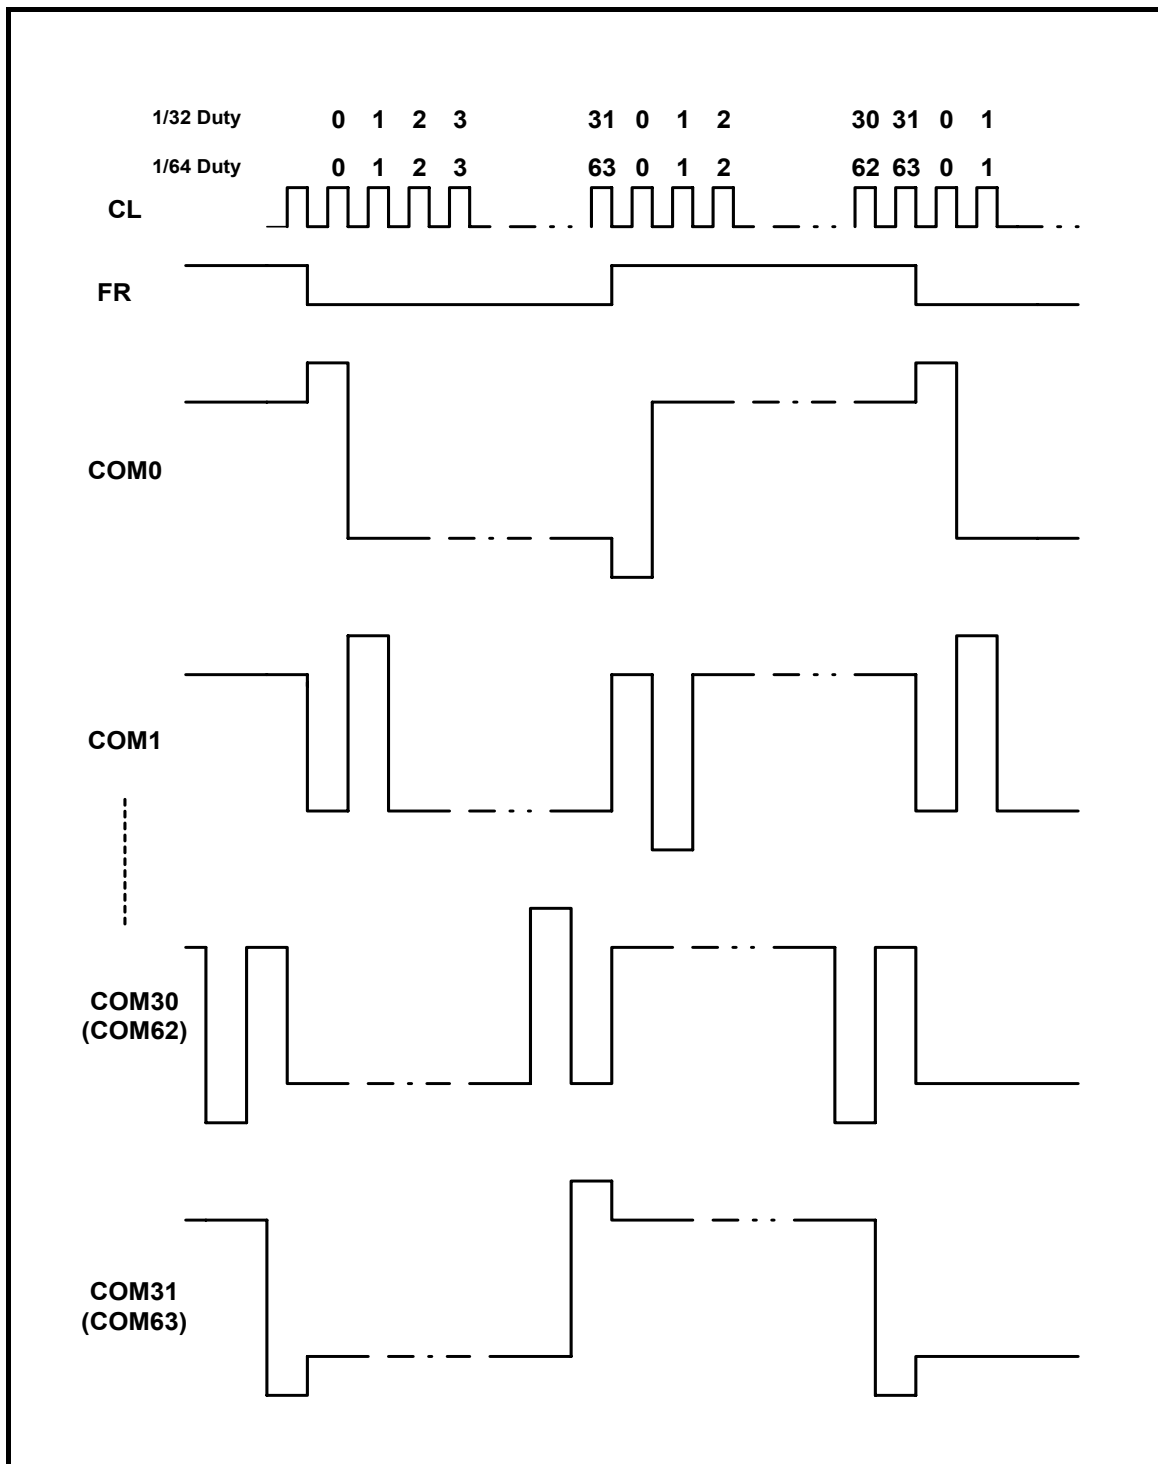 1/32 Duty 0 1 2 3 31 0 1 2 30 31 0 1
1/64 Duty 0 1 2 3 63 0 1 2 62 63 0 1
CL
FR
COM0
COM1
COM30
(COM62)
COM31
(COM63)